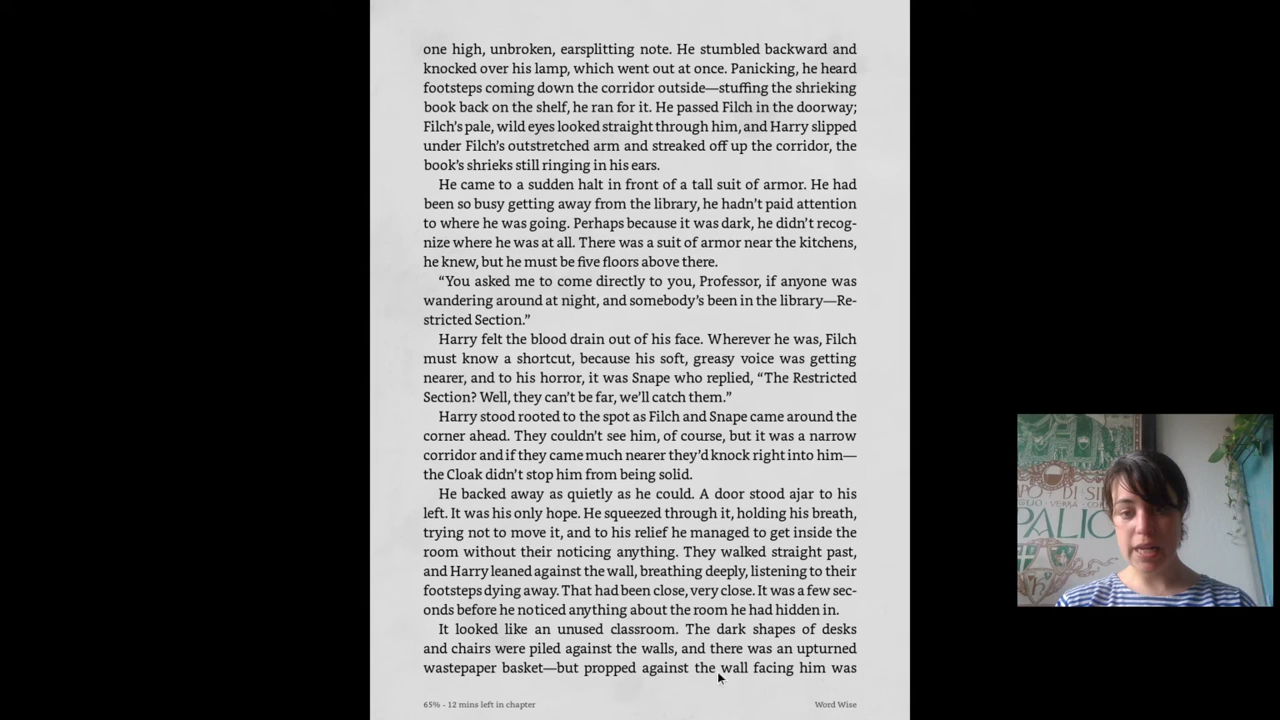 one high, unbroken, earsplitting note. He stumbled backward and
knocked over his lamp, which went out at once. Panicking, he heard
footsteps coming down the corridor outside—stuffing the shrieking
book back on the shelf, he ran for it. He passed Filch in the doorway;
Filch’s pale, wild eyes looked straight through him, and Harry slipped
under Filch’s outstretched arm and streaked off up the corridor, the
book’s shrieks still ringing in his ears.
He came to a sudden halt in front of a tall suit of armor. He had
been so busy getting away from the library, he hadn’t paid attention
to where he was going. Perhaps because it was dark, he didn’t recog-
nize where he was at all. There was a suit of armor near the kitchens,
he knew, but he must be five floors above there.
“You asked me to come directly to you, Professor, if anyone was
wandering around at night, and somebody’s been in the library—Re-
stricted Section.”
Harry felt the blood drain out of his face. Wherever he was, Filch
must know a shortcut, because his soft, greasy voice was getting
nearer, and to his horror, it was Snape who replied, “The Restricted
Section? Well, they can’t be far, we’ll catch them.”
Harry stood rooted to the spot as Filch and Snape came around the
corner ahead. They couldn’t see him, of course, but it was a narrow
corridor and if they came much nearer they’d knock right into him—
the Cloak didn’t stop him from being solid.
He backed away as quietly as he could. A door stood ajar to his
left. It was his only hope. He squeezed through it, holding his breath,
trying not to move it, and to his relief he managed to get inside the
room without their noticing anything. They walked straight past,
and Harry leaned against the wall, breathing deeply, listening to their
footsteps dying away. That had been close, very close. It was a few sec-
onds before he noticed anything about the room he had hidden in.
It looked like an unused classroom. The dark shapes of desks
and chairs were piled against the walls, and there was an upturned
wastepaper basket—but propped against the wall facing him was
65% - 12 mins left in chapter
Word Wise
DI
PALIO